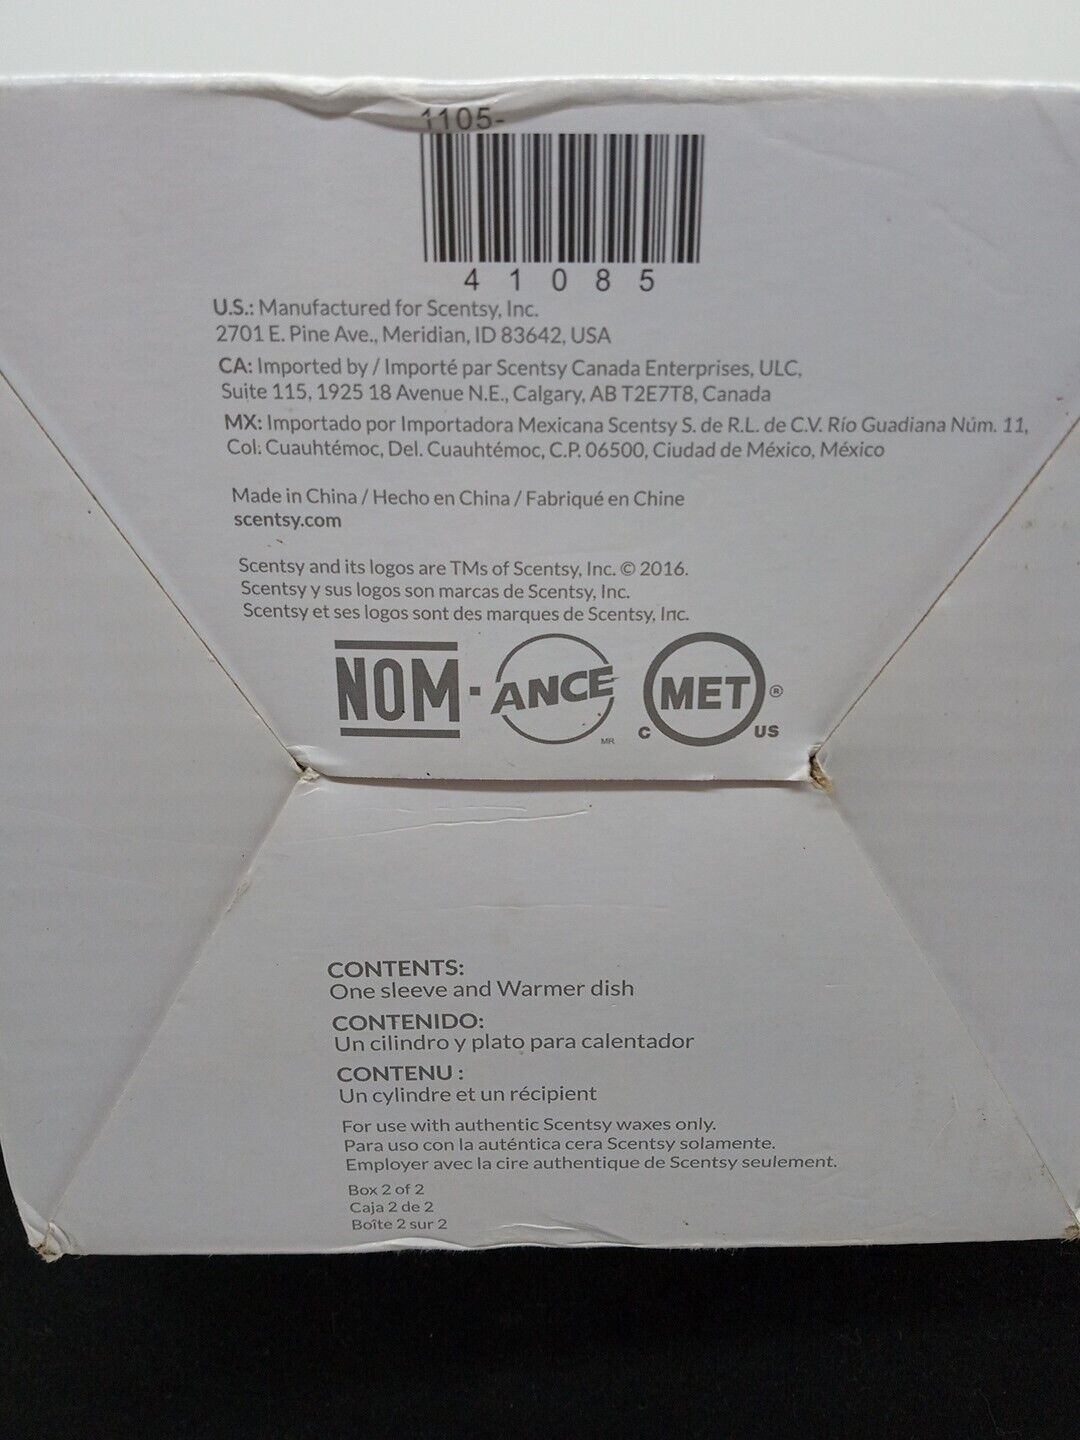 1105-
41085
U.S.: Manufactured for Scentsy, Inc.
2701 E. Pine Ave., Meridian, ID 83642, USA
CA: Imported by / Importé par Scentsy Canada Enterprises, ULC,
Suite 115, 1925 18 Avenue N.E., Calgary, AB T2E7T8, Canada
MX: Importado por Importadora Mexicana Scentsy S. de R.L. de C.V. Río Guadiana Núm. 11,
Col: Cuauhtémoc, Del. Cuauhtémoc, C.P. 06500, Ciudad de México, México
Made in China / Hecho en China / Fabriqué en Chine
scentsy.com
Scentsy and its logos are TMs of Scentsy, Inc. © 2016.
Scentsy y sus logos son marcas de Scentsy, Inc.
Scentsy et ses logos sont des marques de Scentsy, Inc.
NOM - ANCE MR C MET ® US
CONTENTS:
One sleeve and Warmer dish
CONTENIDO:
Un cilindro y plato para calentador
CONTENU :
Un cylindre et un récipient
For use with authentic Scentsy waxes only.
Para uso con la auténtica cera Scentsy solamente.
Employer avec la cire authentique de Scentsy seulement.
Box 2 of 2
Caja 2 de 2
Boîte 2 sur 2